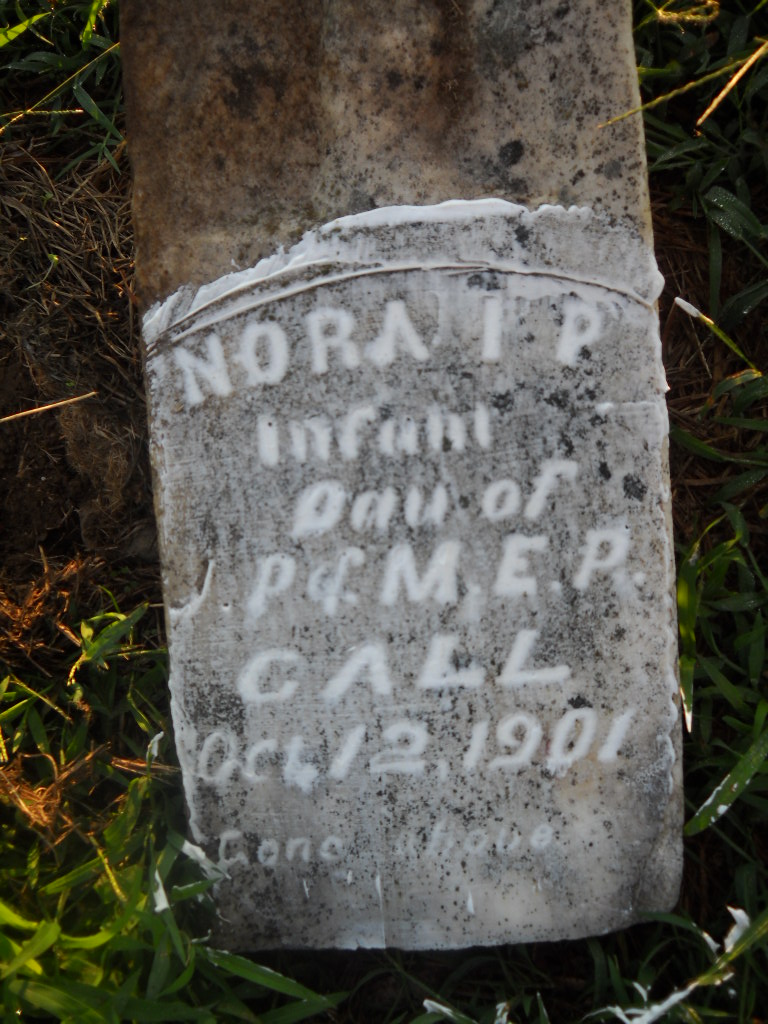 NORA I P
Infant
Dau of
P & M. E. P.
CALL
Oct, 12, 1901
Gone above